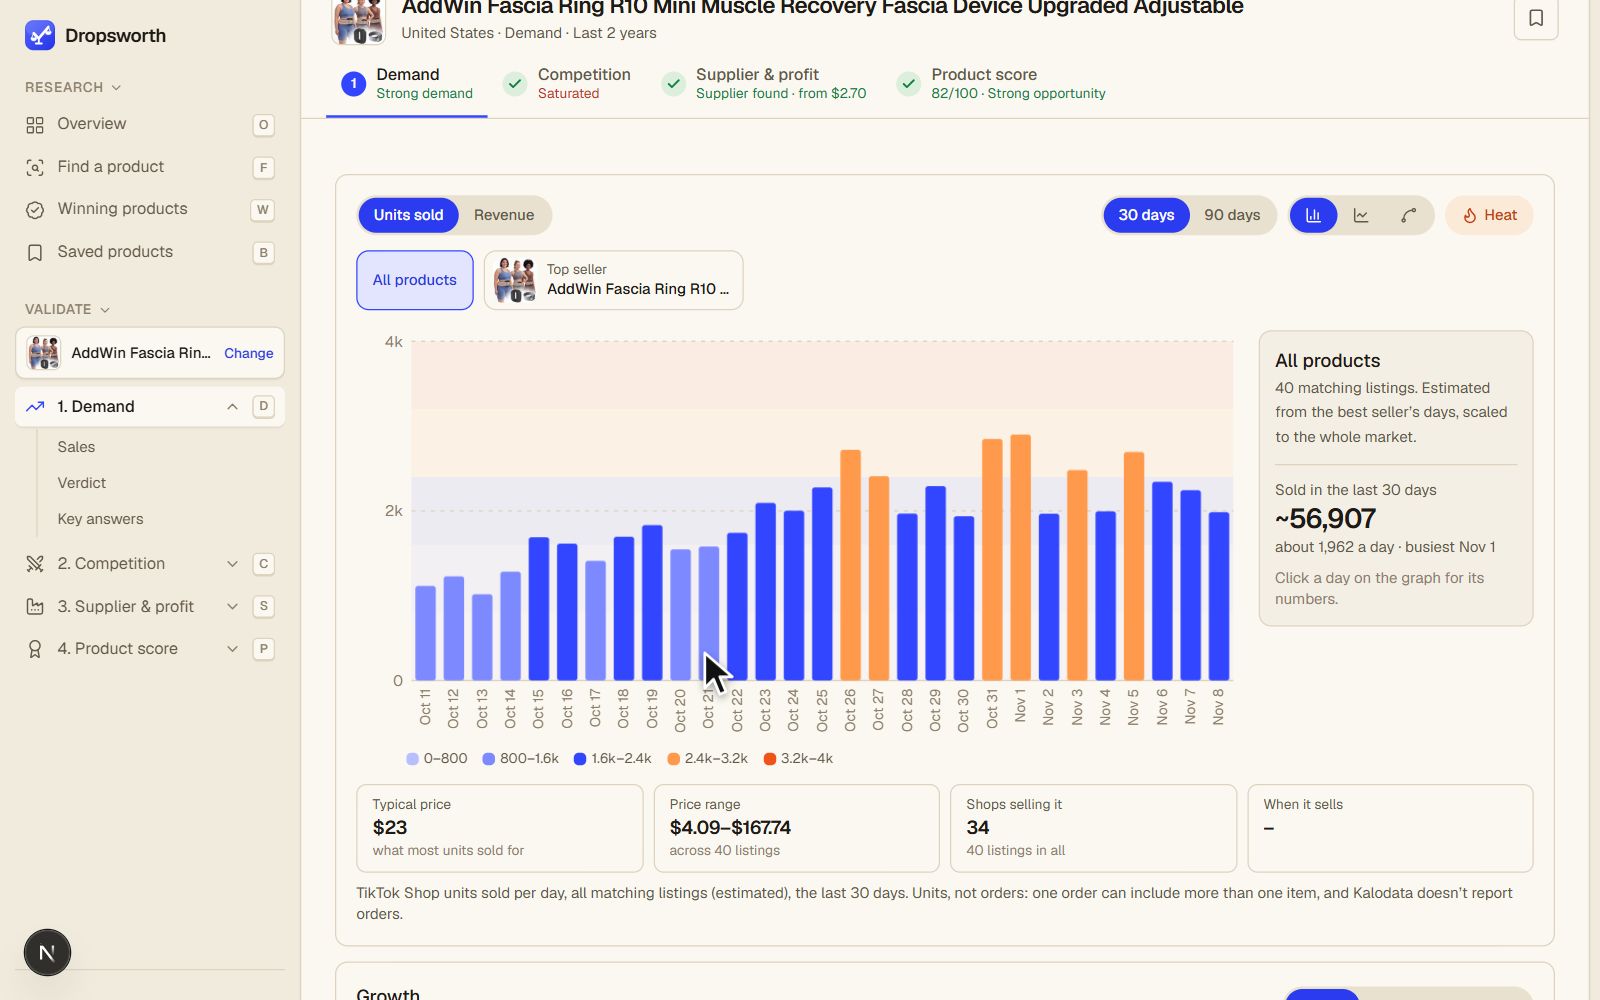 Dropsworth
RESEARCH
Overview
O
Find a product
F
Winning products
W
Saved products
B
VALIDATE
AddWin Fascia Rin...
Change
1. Demand
D
Sales
Verdict
Key answers
2. Competition
C
3. Supplier & profit
S
4. Product score
P
N
AddWin Fascia Ring R10 Mini Muscle Recovery Fascia Device Upgraded Adjustable
United States · Demand · Last 2 years
1
Demand
Strong demand
Competition
Saturated
Supplier & profit
Supplier found · from $2.70
Product score
82/100 · Strong opportunity
Units sold
Revenue
30 days
90 days
Heat
All products
Top seller
AddWin Fascia Ring R10 ...
4k
2k
0
Oct 11
Oct 12
Oct 13
Oct 14
Oct 15
Oct 16
Oct 17
Oct 18
Oct 19
Oct 20
Oct 21
Oct 22
Oct 23
Oct 24
Oct 25
Oct 26
Oct 27
Oct 28
Oct 29
Oct 30
Oct 31
Nov 1
Nov 2
Nov 3
Nov 4
Nov 5
Nov 6
Nov 7
Nov 8
0–800
800–1.6k
1.6k–2.4k
2.4k–3.2k
3.2k–4k
All products
40 matching listings. Estimated
from the best seller's days, scaled
to the whole market.
Sold in the last 30 days
~56,907
about 1,962 a day · busiest Nov 1
Click a day on the graph for its
numbers.
Typical price
$23
what most units sold for
Price range
$4.09–$167.74
across 40 listings
Shops selling it
34
40 listings in all
When it sells
–
TikTok Shop units sold per day, all matching listings (estimated), the last 30 days. Units, not orders: one order can include more than one item, and Kalodata doesn't report
orders.
Growth